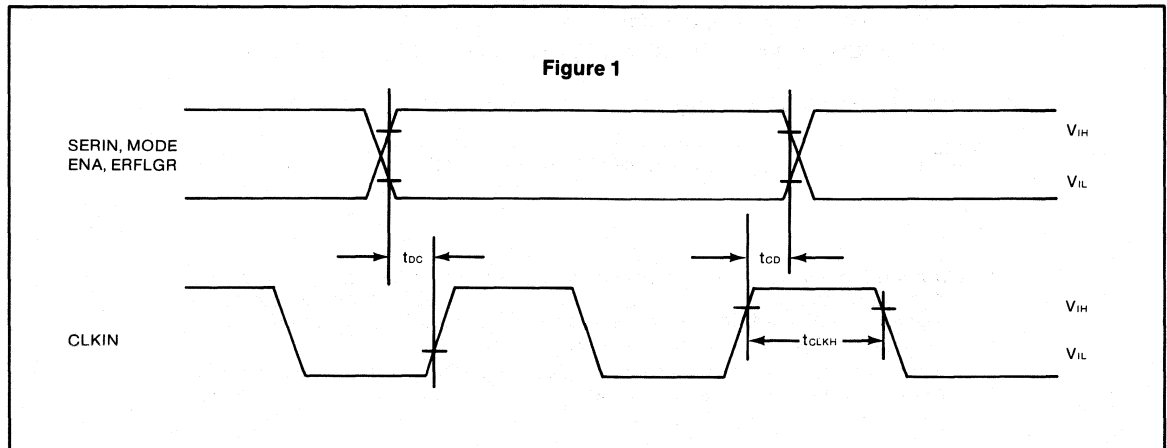 Figure 1
SERIN, MODE
ENA, ERFLGR
VIH
VIL
tDC
tCD
CLKIN
VIH
tCLKH
VIL